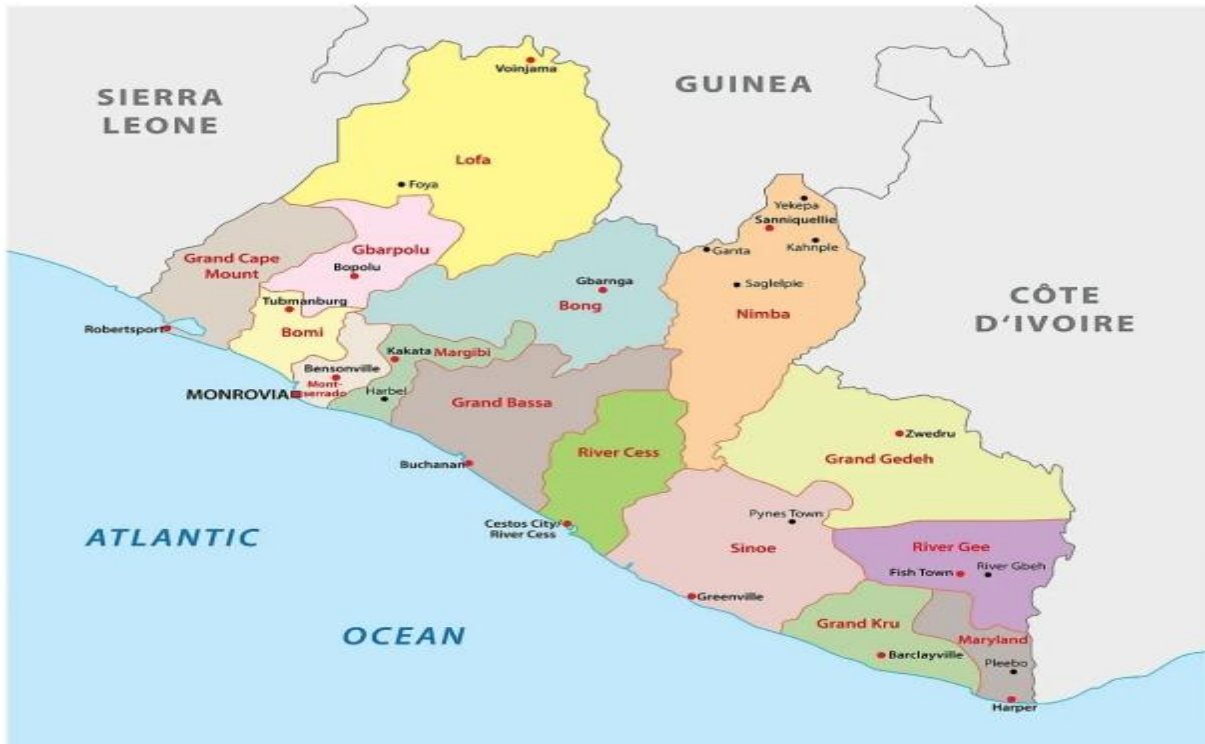 SIERRA
LEONE
GUINEA
Voinjama
Lofa
Foya
Yekepa
Sanniquellie
Kahnple
Ganta
Saglelpie
Nimba
CÔTE
D'IVOIRE
Grand Cape
Mount
Gbarpolu
Bopolu
Gbarnga
Bong
Tubmanburg
Bomi
Robertsport
Kakata
Margibi
Bensonville
Mont-
serrado
MONROVIA
Harbel
Grand Bassa
River Cess
Zwedru
Grand Gedeh
Buchanan
Cestos City/
River Cess
Pynes Town
Sinoe
River Gee
Fish Town
River Gbeh
ATLANTIC
OCEAN
Greenville
Grand Kru
Maryland
Barclayville
Pleebo
Harper